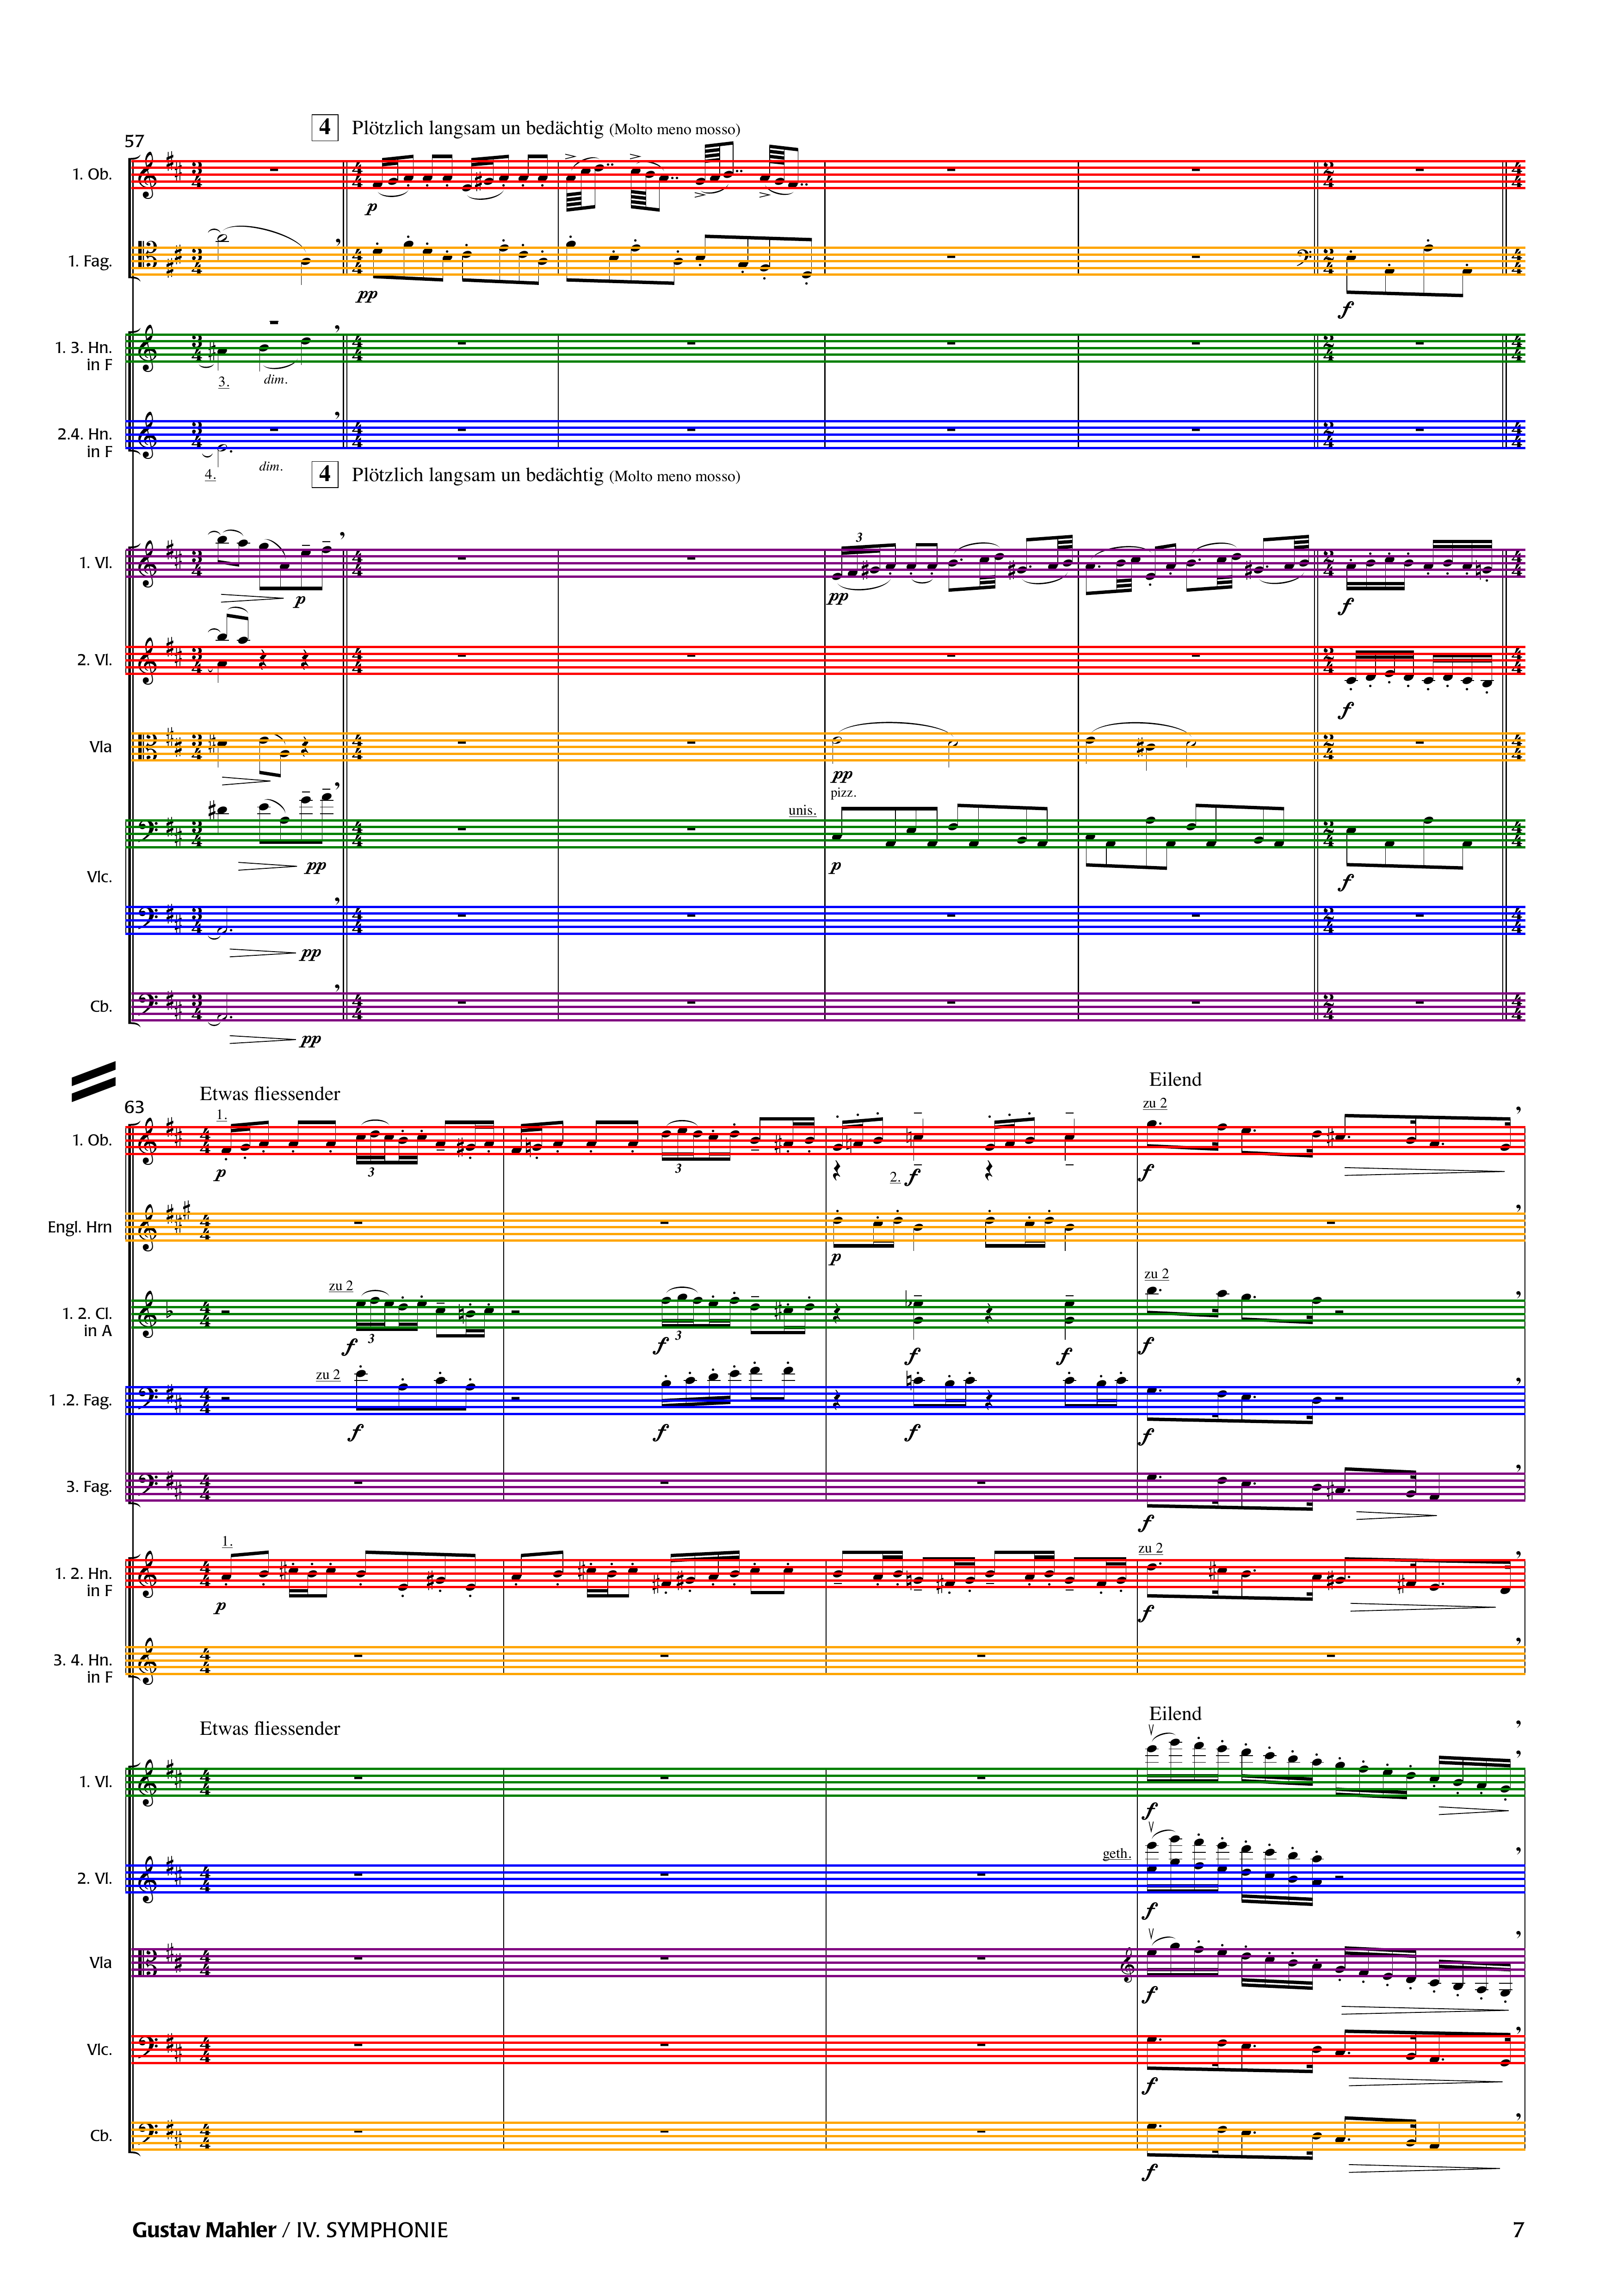 57
4 Plötzlich langsam un bedächtig (Molto meno mosso)
1. Ob.
p
1. Fag.
pp
f
1. 3. Hn.
in F
3.
dim.
2.4. Hn.
in F
4.
dim.
4 Plötzlich langsam un bedächtig (Molto meno mosso)
1. Vl.
p
3
pp
f
2. Vl.
f
Vla
pp
pizz.
unis.
pp
p
f
Vlc.
pp
Cb.
pp
Etwas fliessender
Eilend
63
1.
zu 2
1. Ob.
p
3
3
2.
f
f
Engl. Hrn
p
zu 2
zu 2
1. 2. Cl.
in A
f
3
f
3
f
f
f
zu 2
1 .2. Fag.
f
f
f
f
3. Fag.
f
1.
zu 2
1. 2. Hn.
in F
p
f
3. 4. Hn.
in F
Etwas fliessender
Eilend
1. Vl.
f
geth.
2. Vl.
f
Vla
f
Vlc.
f
Cb.
f
Gustav Mahler / IV. SYMPHONIE
7